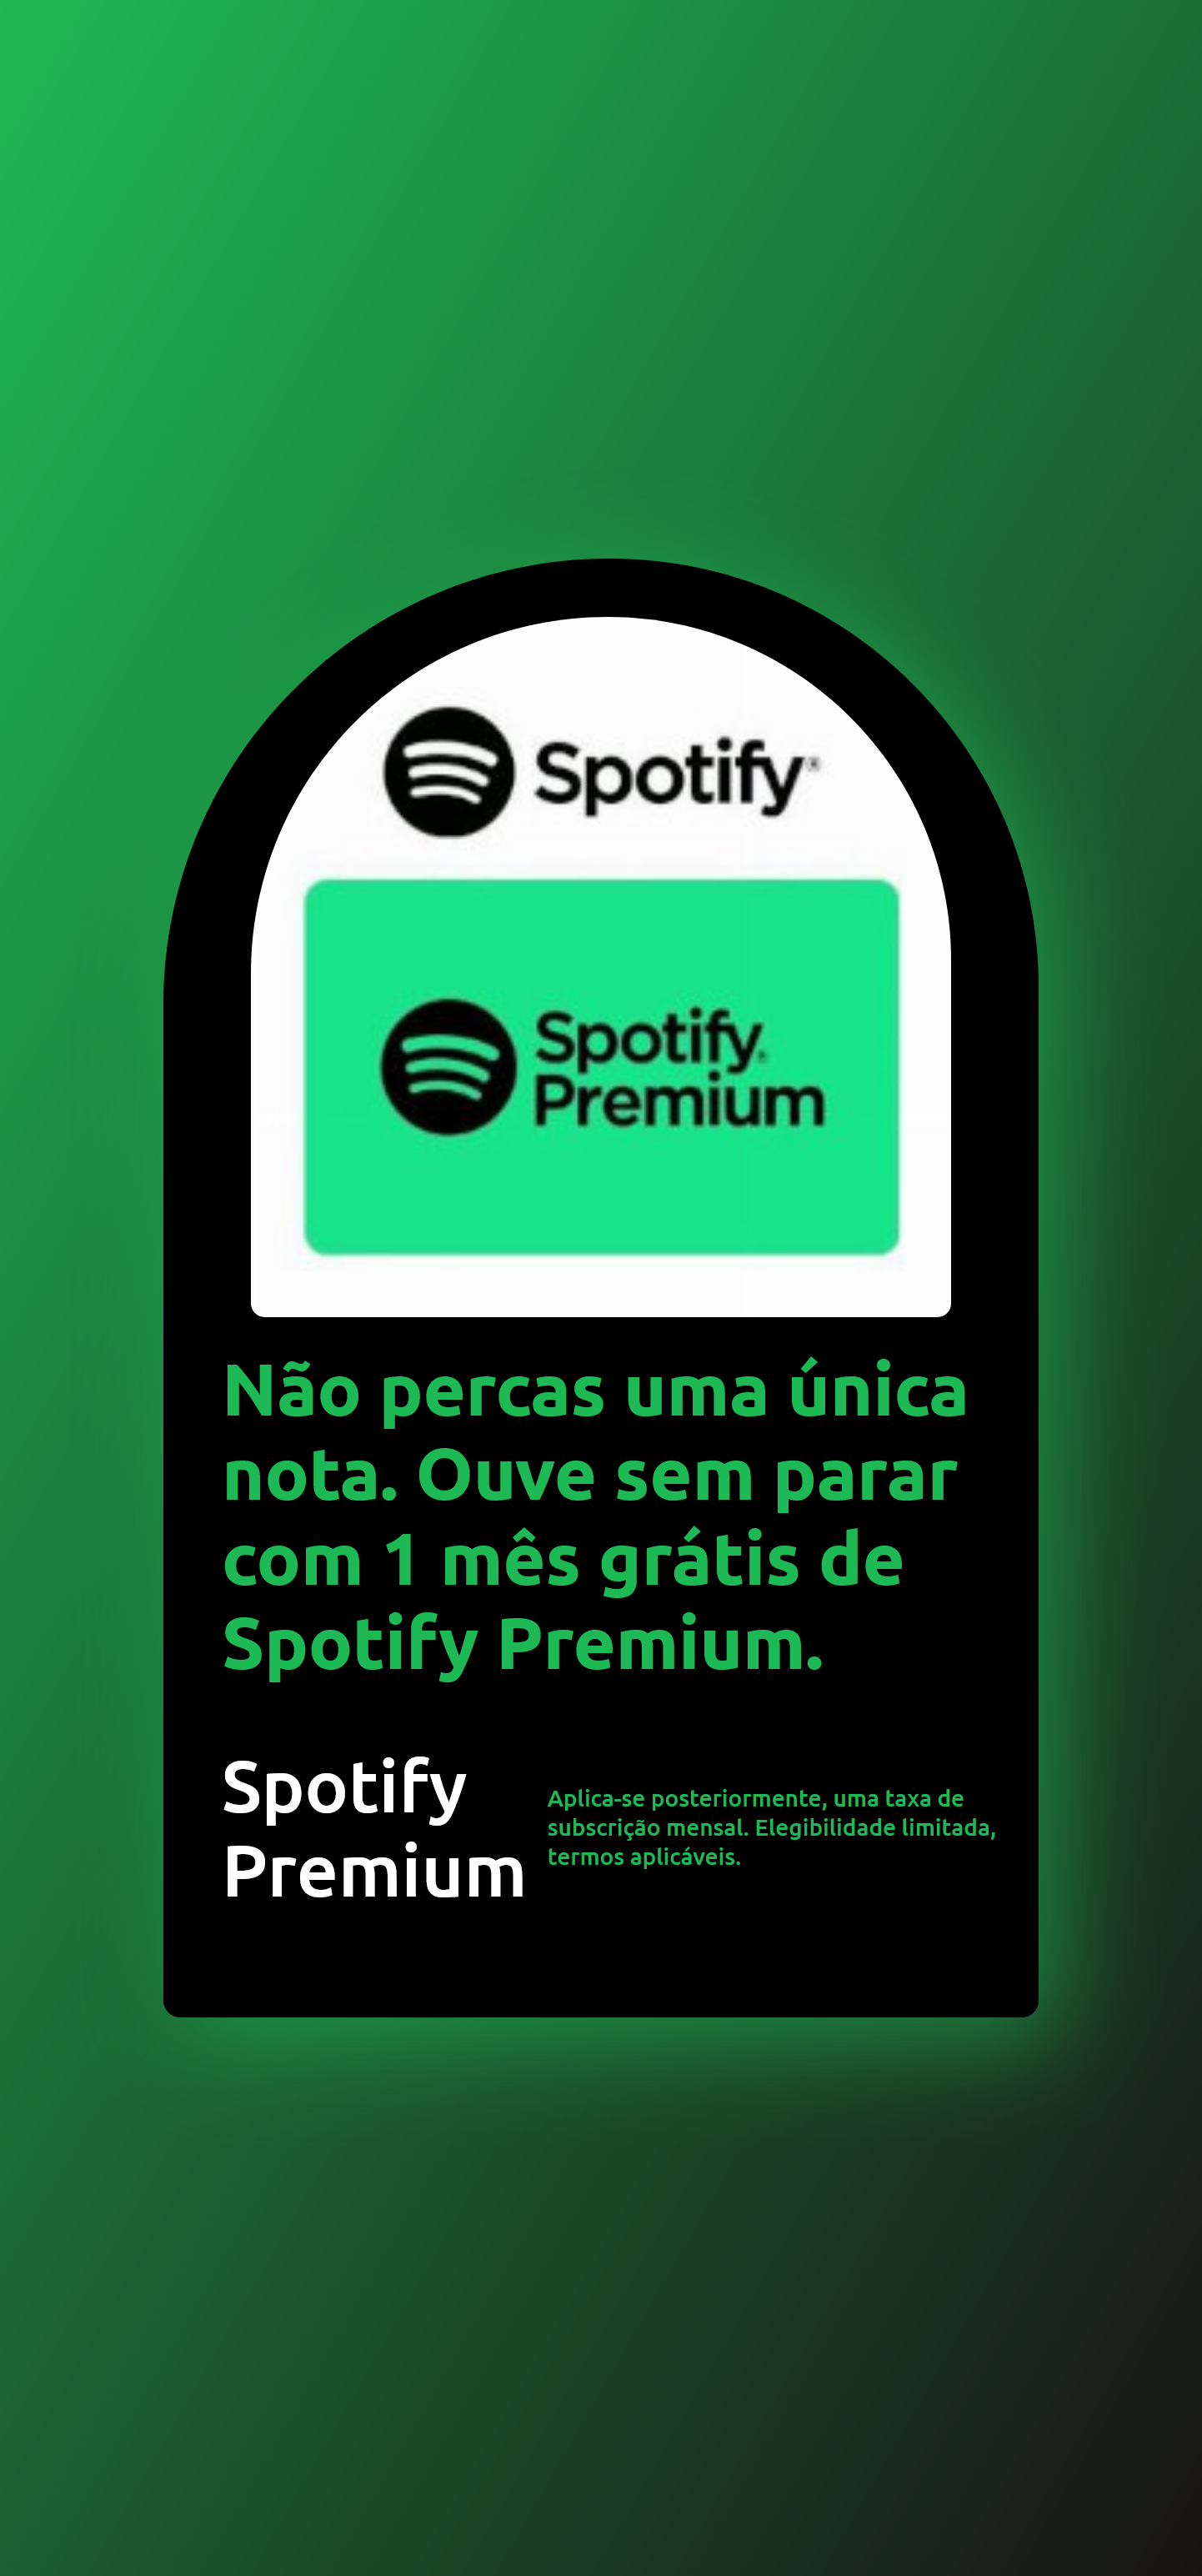 Spotify®
Spotify®
Premium
Não percas uma única
nota. Ouve sem parar
com 1 mês grátis de
Spotify Premium.
Spotify
Premium
Aplica-se posteriormente, uma taxa de
subscrição mensal. Elegibilidade limitada,
termos aplicáveis.